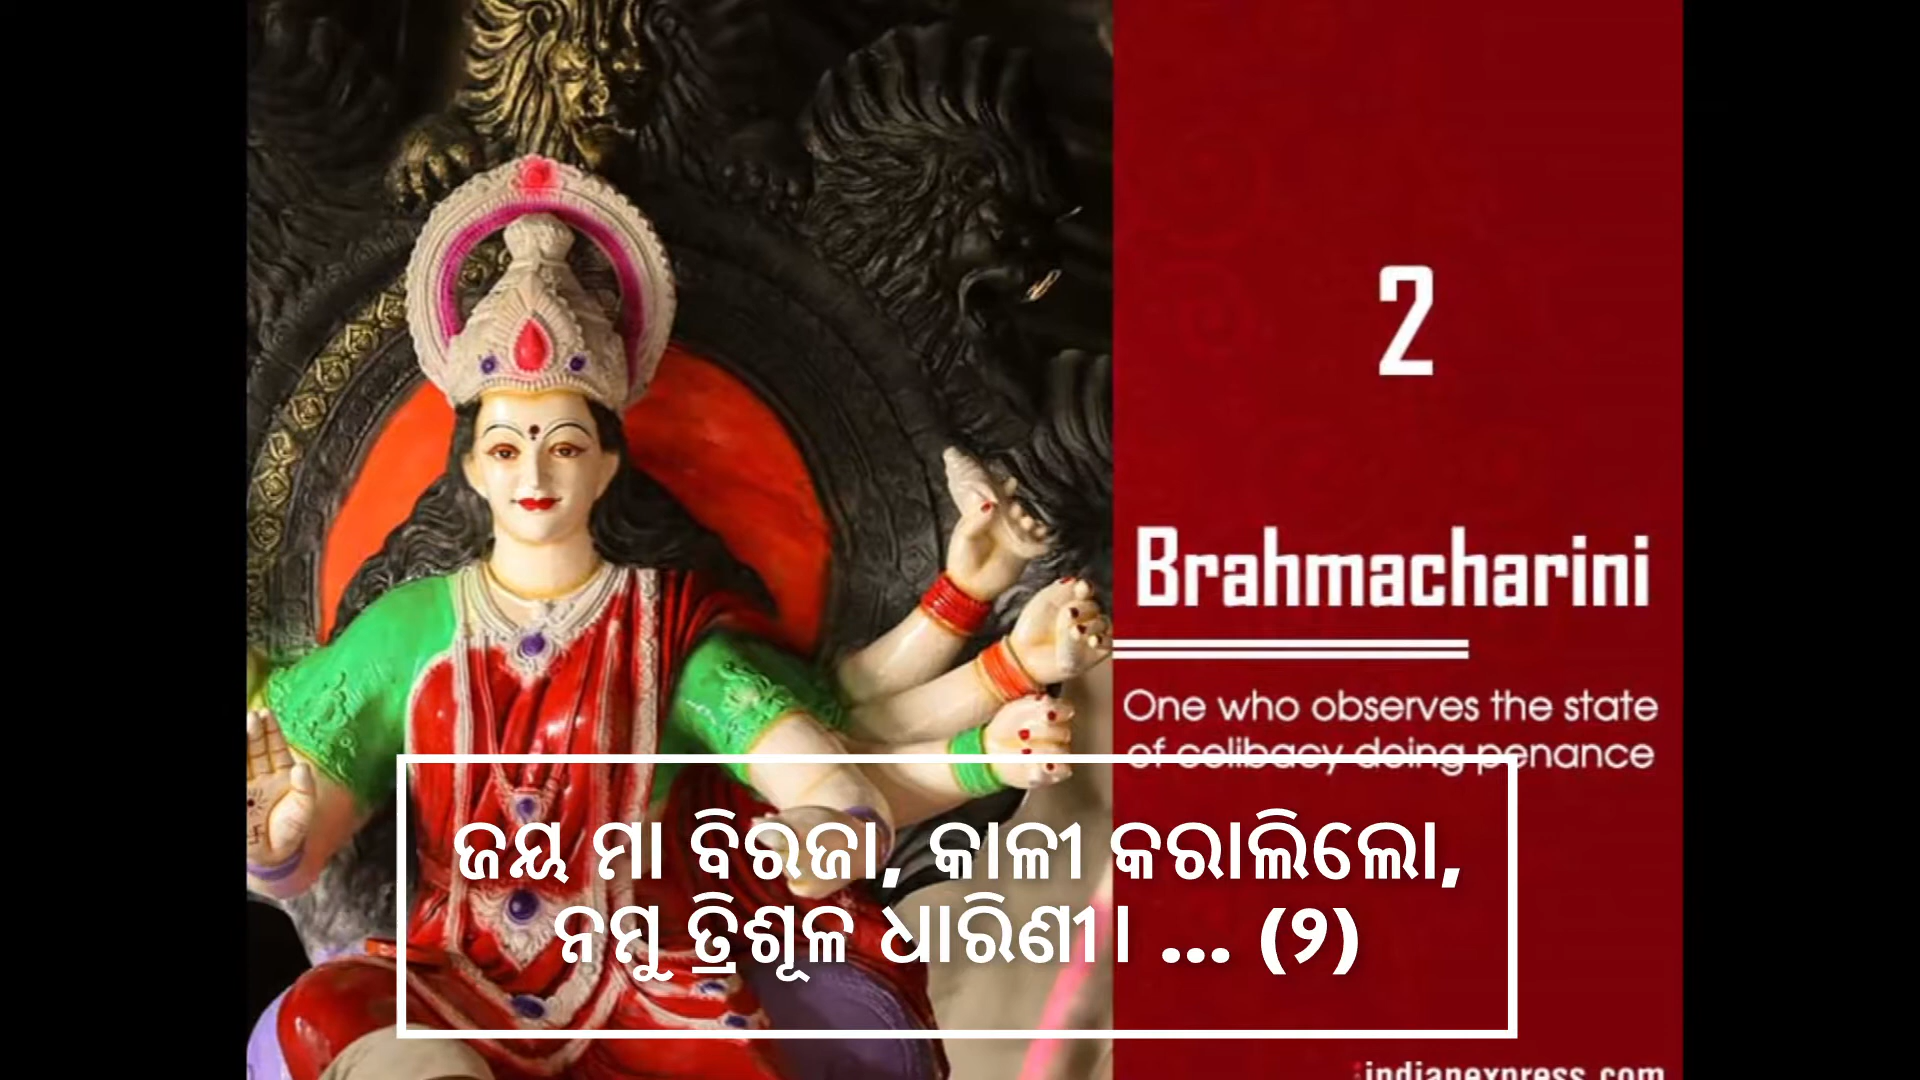 2
Brahmacharini
One who observes the state
of celibacy doing penance
ଜୟ ମା ବିରଜା, କାଳୀ କରାଲିଲୋ,
ନମୁ ତ୍ରିଶୂଳ ଧାରିଣୀ। ... (୨)
indianexpress.com